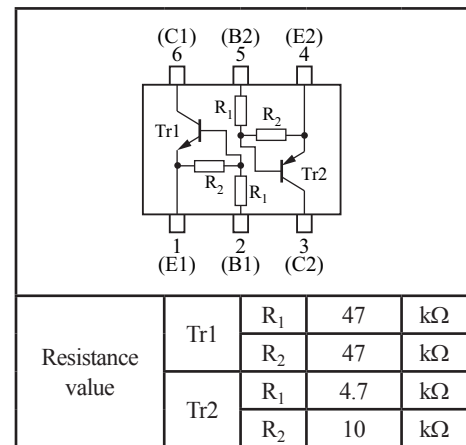 (C1) (B2) (E2)
6 5 4
R1
R2
Tr1
R2
Tr2
R1
1 2 3
(E1) (B1) (C2)
Resistance value
Tr1
R1 47 kΩ
R2 47 kΩ
Tr2
R1 4.7 kΩ
R2 10 kΩ